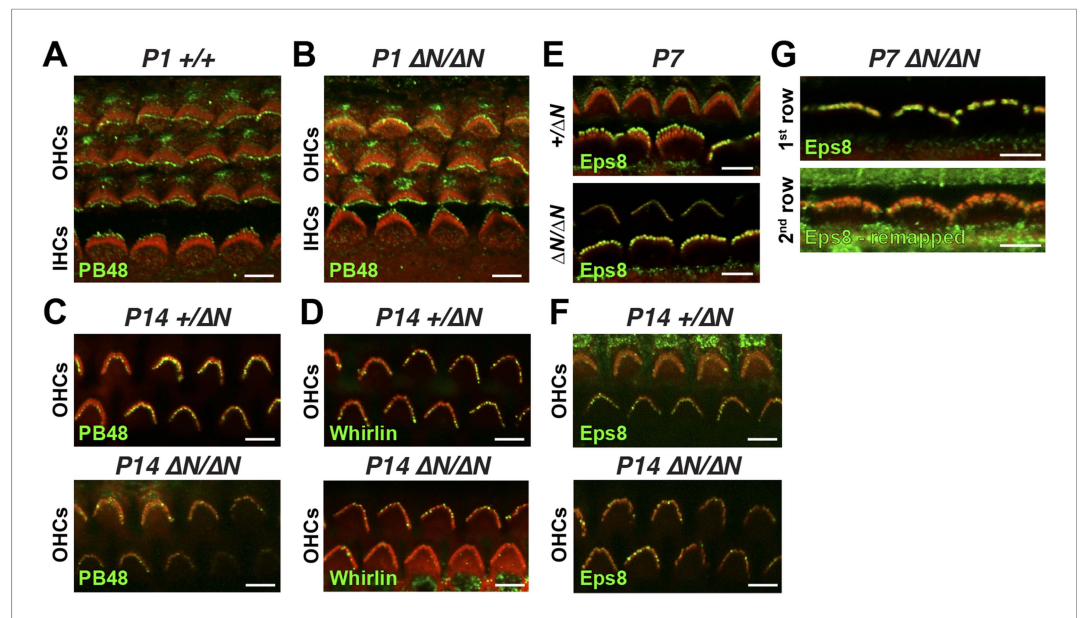 A
P1 +/+
OHCs
IHCs
PB48
B
P1 ΔN/ΔN
OHCs
IHCs
PB48
E
P7
+/ΔN
Eps8
ΔN/ΔN
Eps8
G
P7 ΔN/ΔN
1st row
Eps8
2nd row
Eps8 - remapped
C
P14 +/ΔN
OHCs
PB48
P14 ΔN/ΔN
OHCs
PB48
D
P14 +/ΔN
OHCs
Whirlin
P14 ΔN/ΔN
OHCs
Whirlin
F
P14 +/ΔN
OHCs
Eps8
P14 ΔN/ΔN
OHCs
Eps8